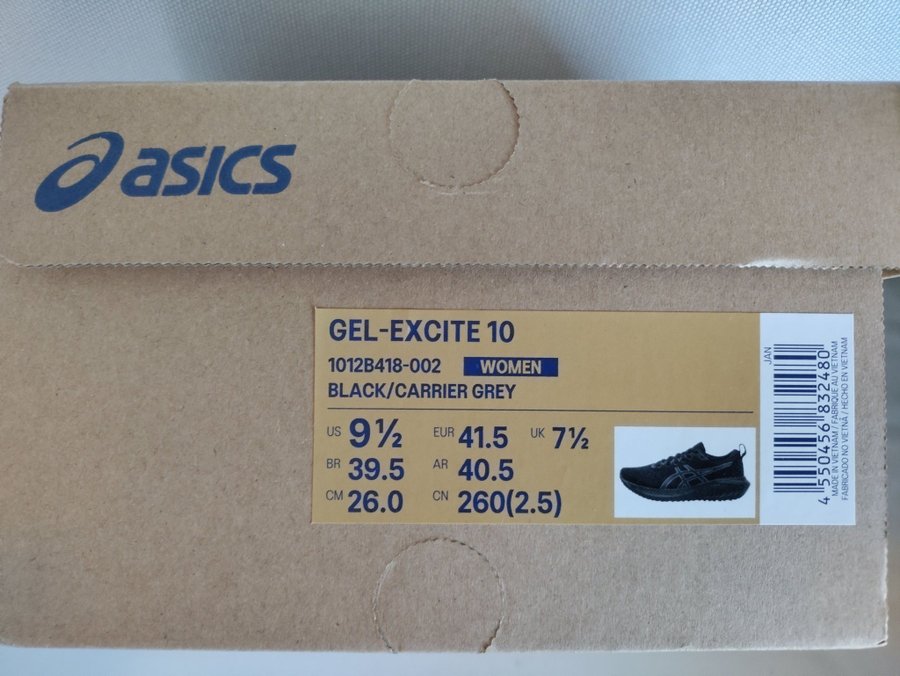 asics
GEL-EXCITE 10
1012B418-002 WOMEN
BLACK/CARRIER GREY
US 9½ EUR 41.5 UK 7½
BR 39.5 AR 40.5
CM 26.0 CN 260(2.5)
JAN
4 550456 832480
MADE IN VIETNAM / FABRIQUE AU VIETNAM
FABRICADO NO VIETNÃ / HECHO EN VIETNAM